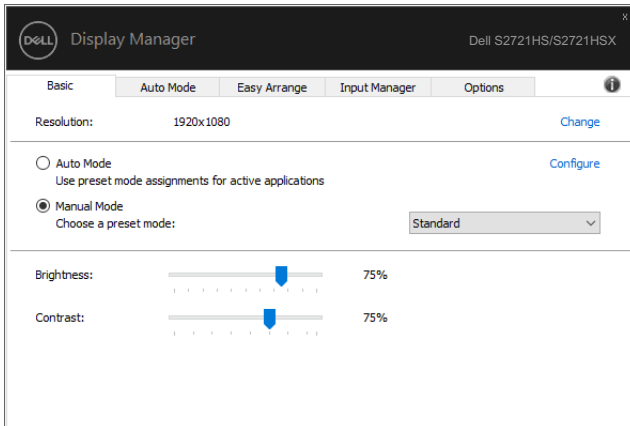 x
DELL Display Manager Dell S2721HS/S2721HSX
Basic Auto Mode Easy Arrange Input Manager Options i
Resolution: 1920x1080 Change
Auto Mode Configure
Use preset mode assignments for active applications
Manual Mode
Choose a preset mode: Standard
Brightness: 75%
Contrast: 75%